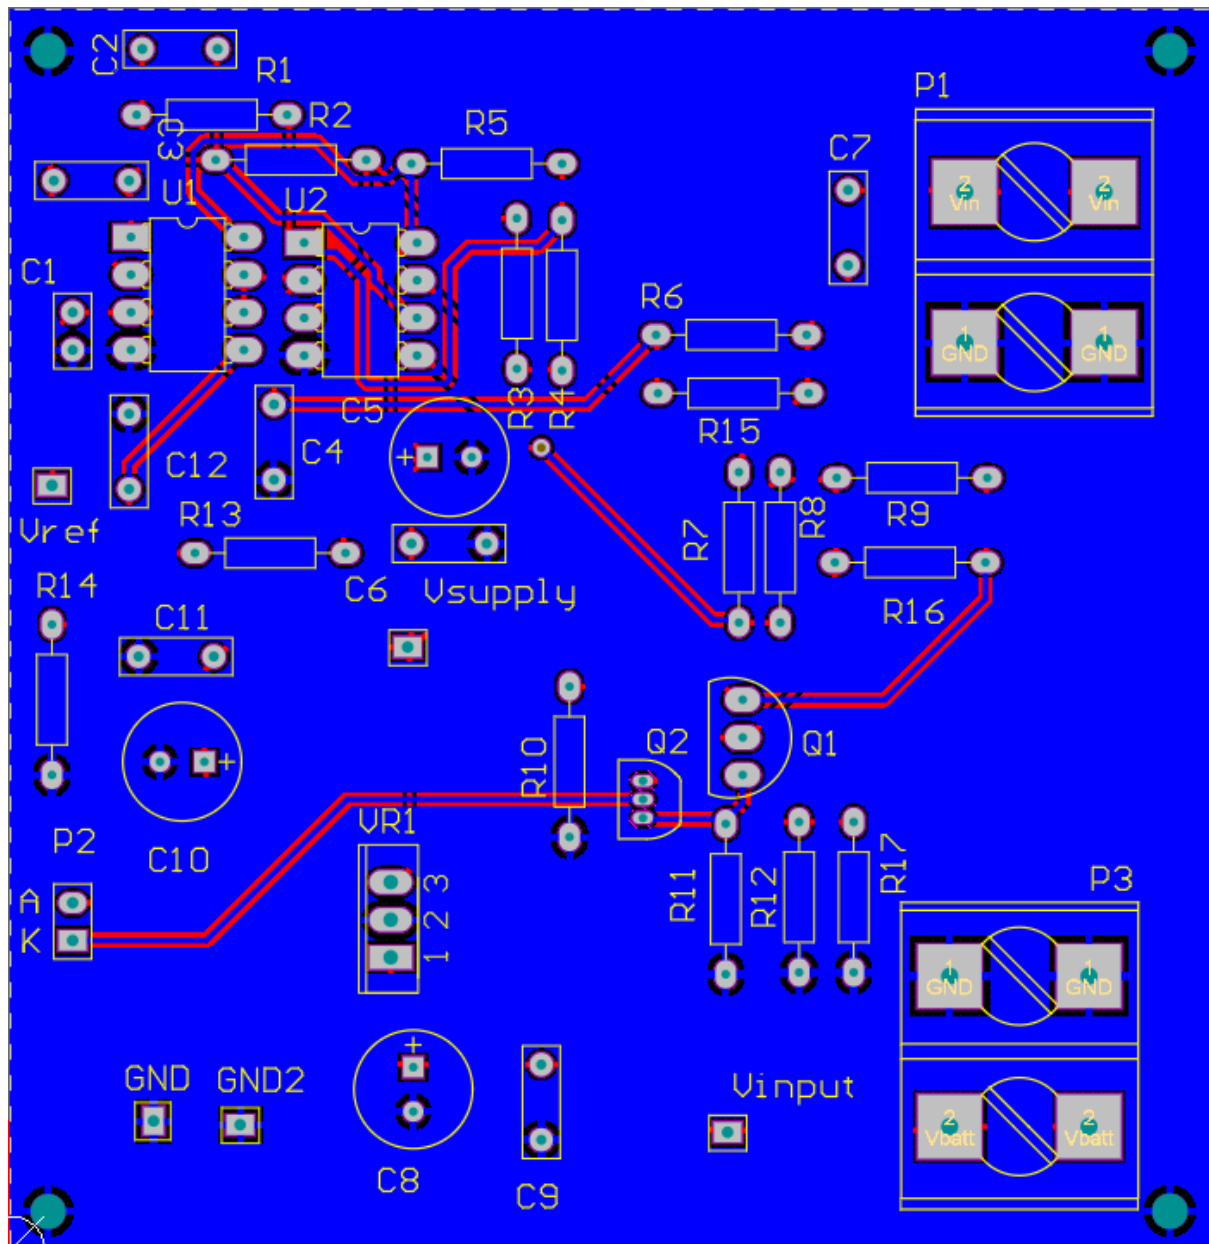 C2
R1
P1
R2
R5
C3
C7
U1
U2
2
Vin
2
Vin
C1
R6
1
GND
1
GND
C5
R3
R4
R15
C12
C4
+
R13
Vref
R7
R8
R9
C6
Vsupply
R14
C11
R16
R10
Q2
Q1
+
VR1
P2
C10
3
R11
R12
R17
P3
A
2
K
1
1
GND
1
GND
+
GND
GND2
Vinput
2
Vbatt
2
Vbatt
C8
C9